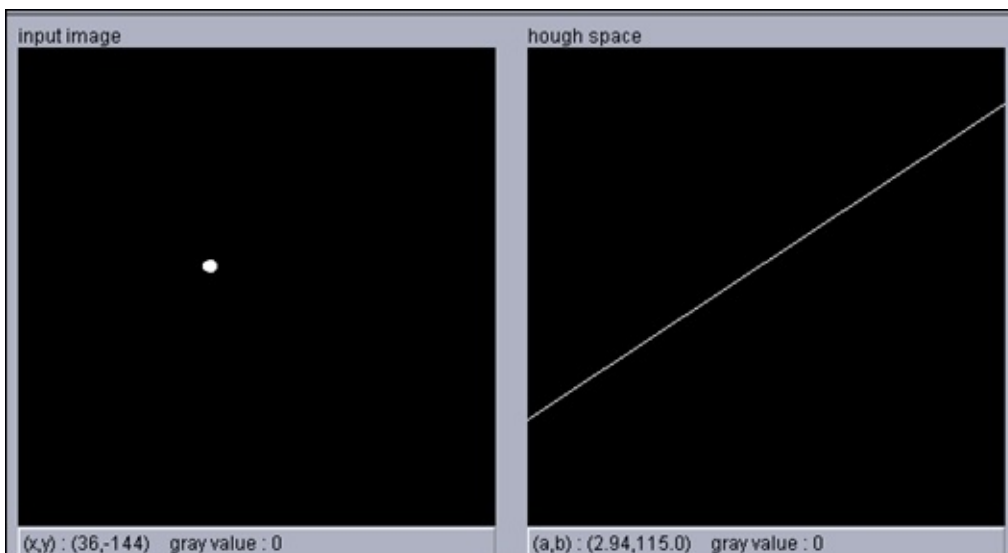 input image
hough space
(x,y) : (36,-144) gray value : 0
(a,b) : (2.94,115.0) gray value : 0